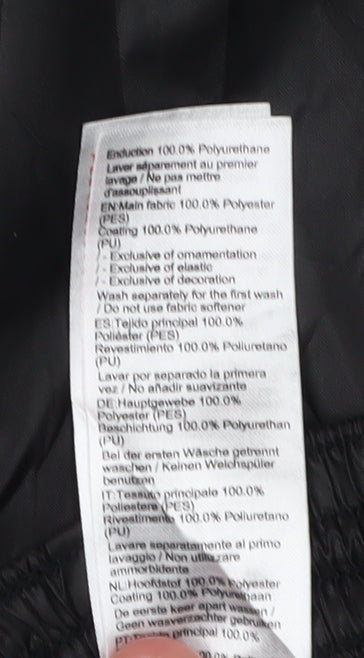 Enduction 100.0% Polyurethane
Laver séparement au premier
lavage / Ne pas mettre
d'assouplissant
EN:Main fabric 100.0% Polyester
(PES)
Coating 100.0% Polyurethane
(PU)
/ - Exclusive of ornamentation
/ - Exclusive of elastic
/ - Exclusive of decoration
Wash separately for the first wash
/ Do not use fabric softener
ES:Tejido principal 100.0%
Poliéster (PES)
Revestimiento 100.0% Poliuretano
(PU)
Lavar por separado la primera
vez / No añadir suavizante
DE:Hauptgewebe 100.0%
Polyester (PES)
Beschichtung 100.0% Polyurethan
(PU)
Bei der ersten Wäsche getrennt
waschen / Keinen Weichspüler
benutzen
IT:Tessuto principale 100.0%
Poliestere (PES)
Rivestimento 100.0% Poliuretano
(PU)
Lavare separatamente al primo
lavaggio / Non utilizzare
ammorbidente
NL:Hoofdstof 100.0% Polyester
Coating 100.0% Polyurethaan
De eerste keer apart wassen /
Geen wasverzachter gebruiken
principal 100.0%